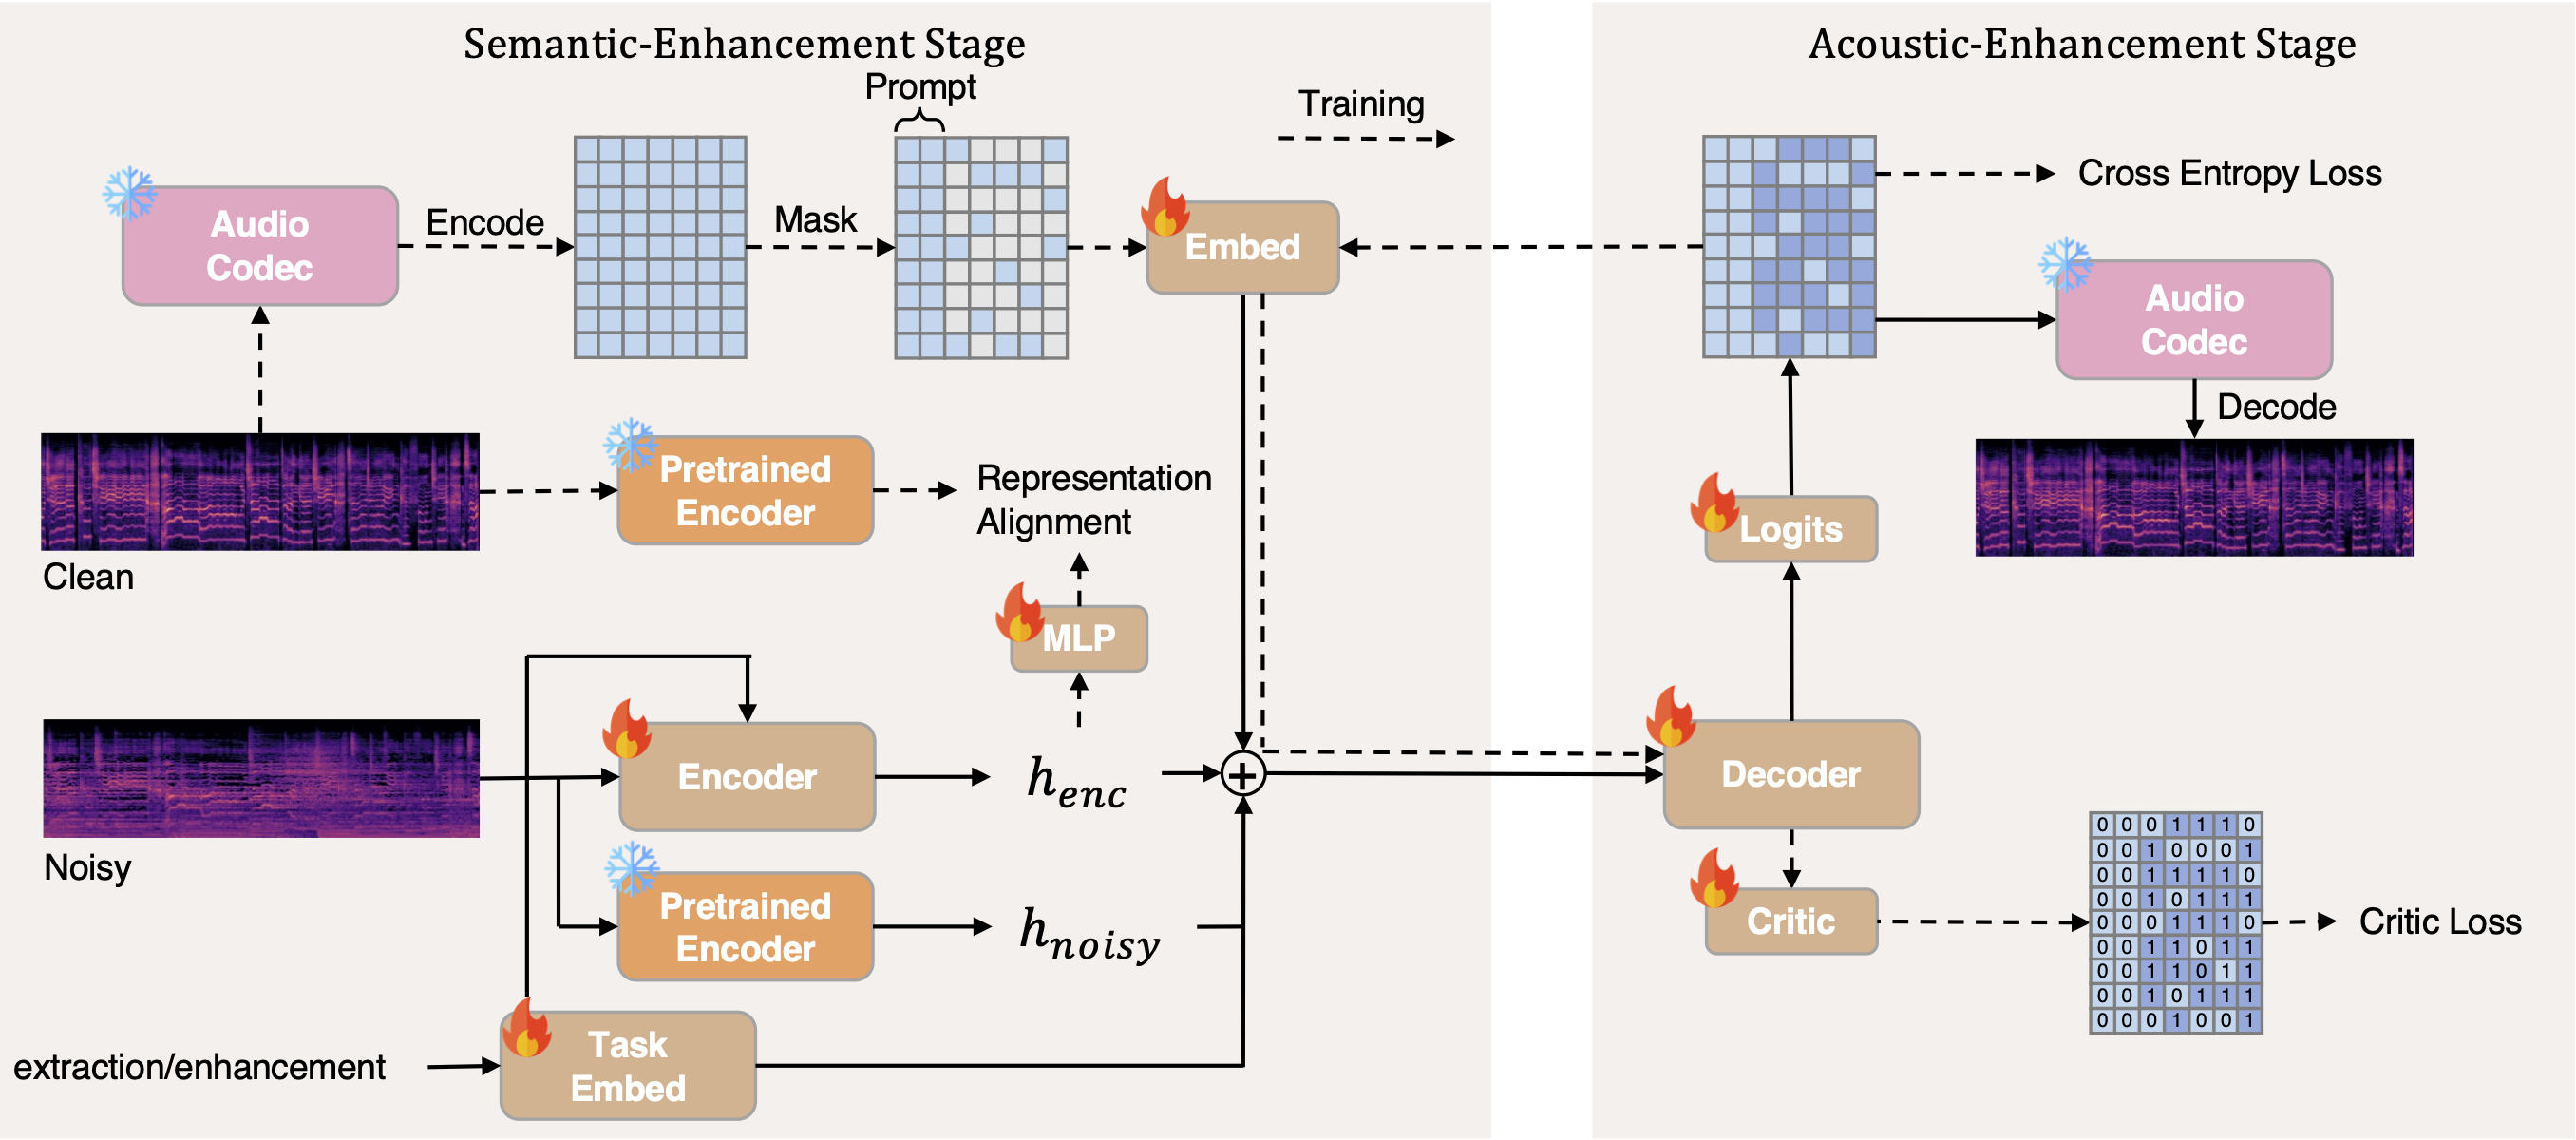 Semantic-Enhancement Stage
Acoustic-Enhancement Stage
Prompt
Training
Audio
Codec
Encode
Mask
Embed
Cross Entropy Loss
Audio
Codec
Decode
Clean
Pretrained
Encoder
Representation
Alignment
MLP
Logits
Noisy
Encoder
h_enc
+
Decoder
Pretrained
Encoder
h_noisy
Critic
0 0 0 1 1 1 0
0 0 1 0 0 0 1
0 0 1 1 1 1 0
0 0 1 0 1 1 1
0 0 0 1 1 1 0
0 0 1 1 0 1 1
0 0 1 1 0 1 1
0 0 1 0 1 1 1
0 0 0 1 0 0 1
Critic Loss
extraction/enhancement
Task
Embed